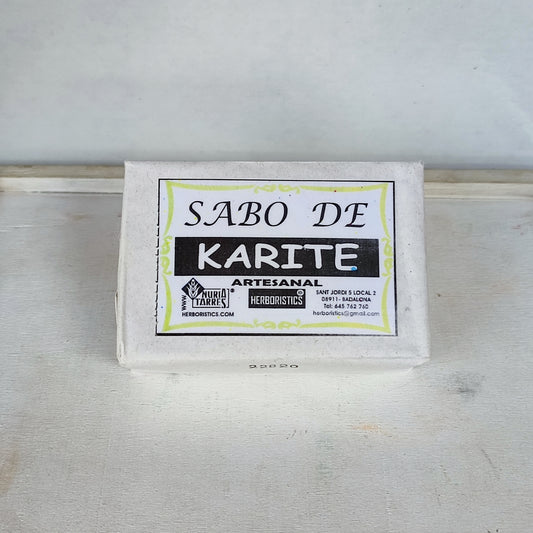 SABO DE
KARITE
ARTESANAL
WWW.
NURIA
TARRES
HERBORISTICS.COM
HERBORISTICS
SANT JORDI 5 LOCAL 2
08911- BADALONA
Tel: 645 762 760
herboristics@gmail.com